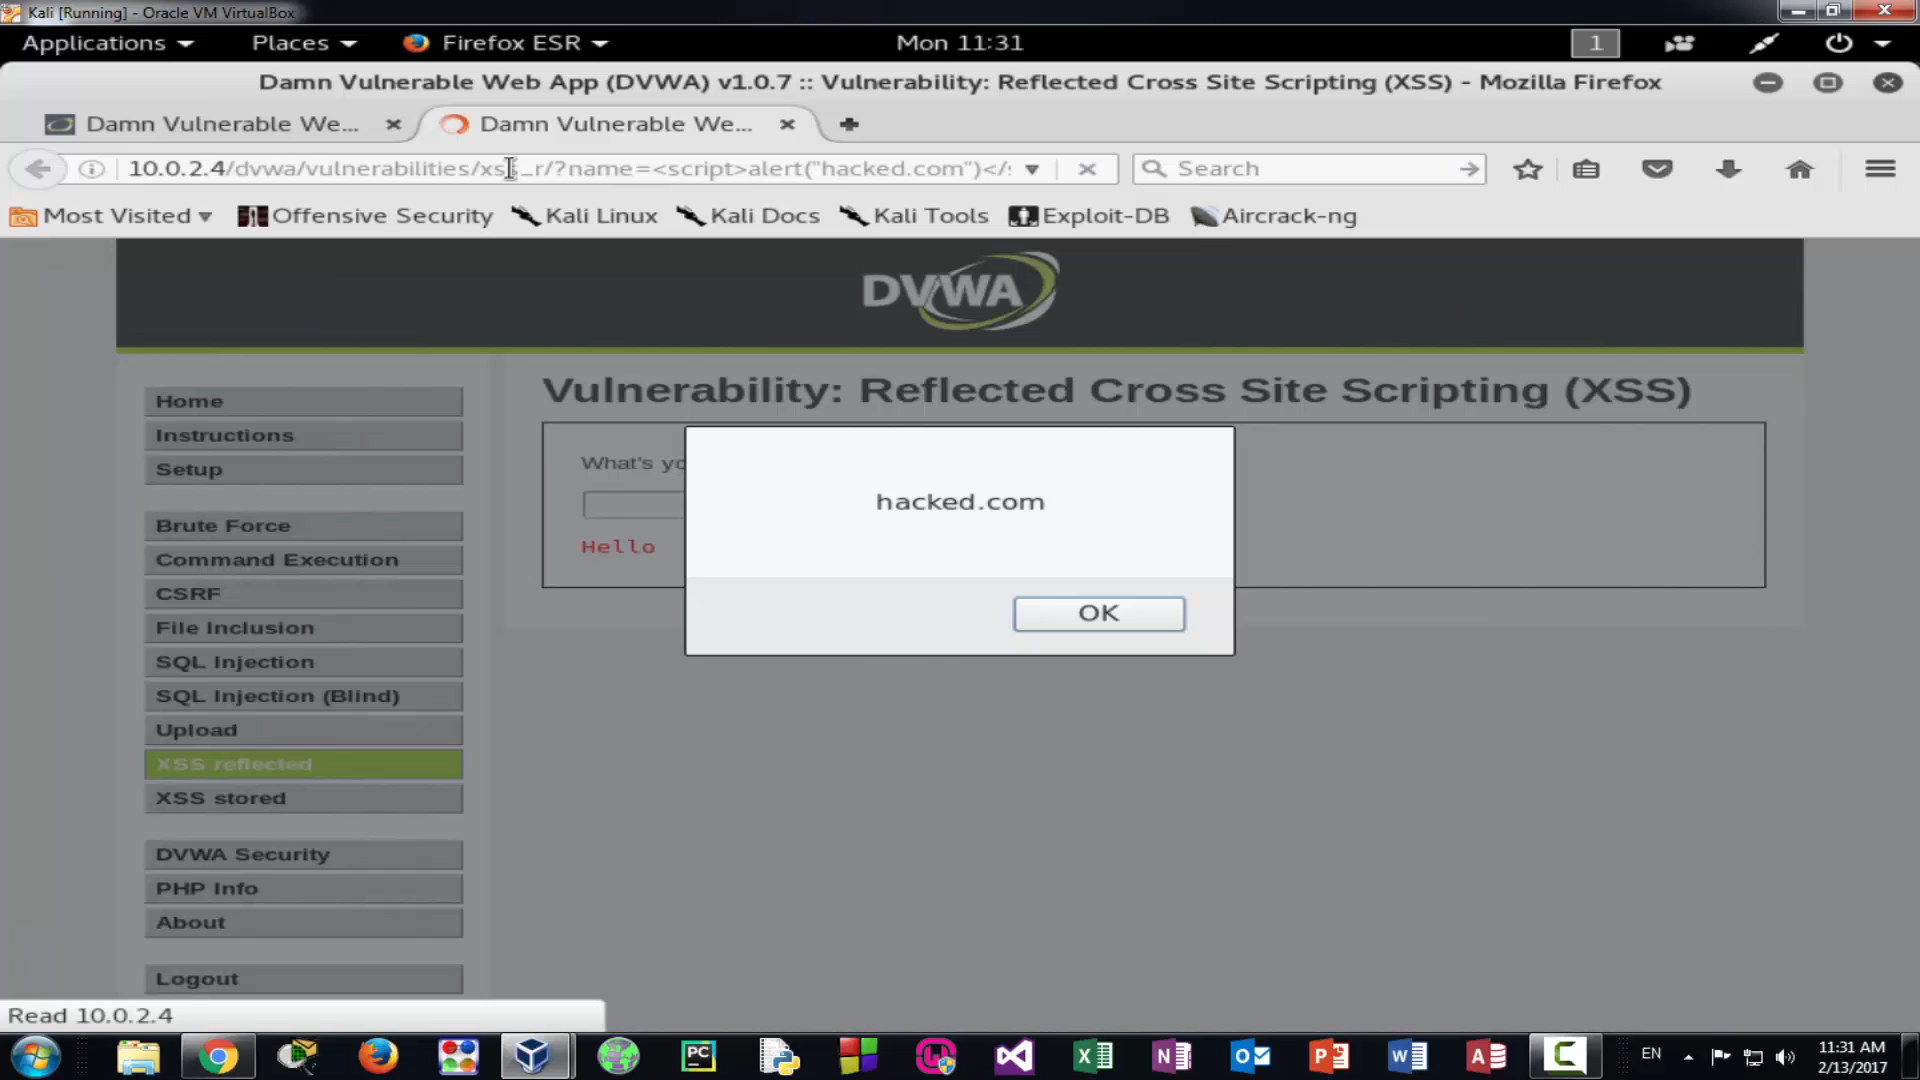 Kali [Running] - Oracle VM VirtualBox
Applications Places Firefox ESR Mon 11:31 1
Damn Vulnerable Web App (DVWA) v1.0.7 :: Vulnerability: Reflected Cross Site Scripting (XSS) - Mozilla Firefox
Damn Vulnerable We... Damn Vulnerable We...
10.0.2.4/dvwa/vulnerabilities/xss_r/?name=<script>alert("hacked.com")</s Search
Most Visited Offensive Security Kali Linux Kali Docs Kali Tools Exploit-DB Aircrack-ng
DVWA
Vulnerability: Reflected Cross Site Scripting (XSS)
Home
Instructions
Setup
Brute Force
Command Execution
CSRF
File Inclusion
SQL Injection
SQL Injection (Blind)
Upload
XSS reflected
XSS stored
DVWA Security
PHP Info
About
Logout
What's yo
Hello
hacked.com
OK
Read 10.0.2.4
EN 11:31 AM
2/13/2017